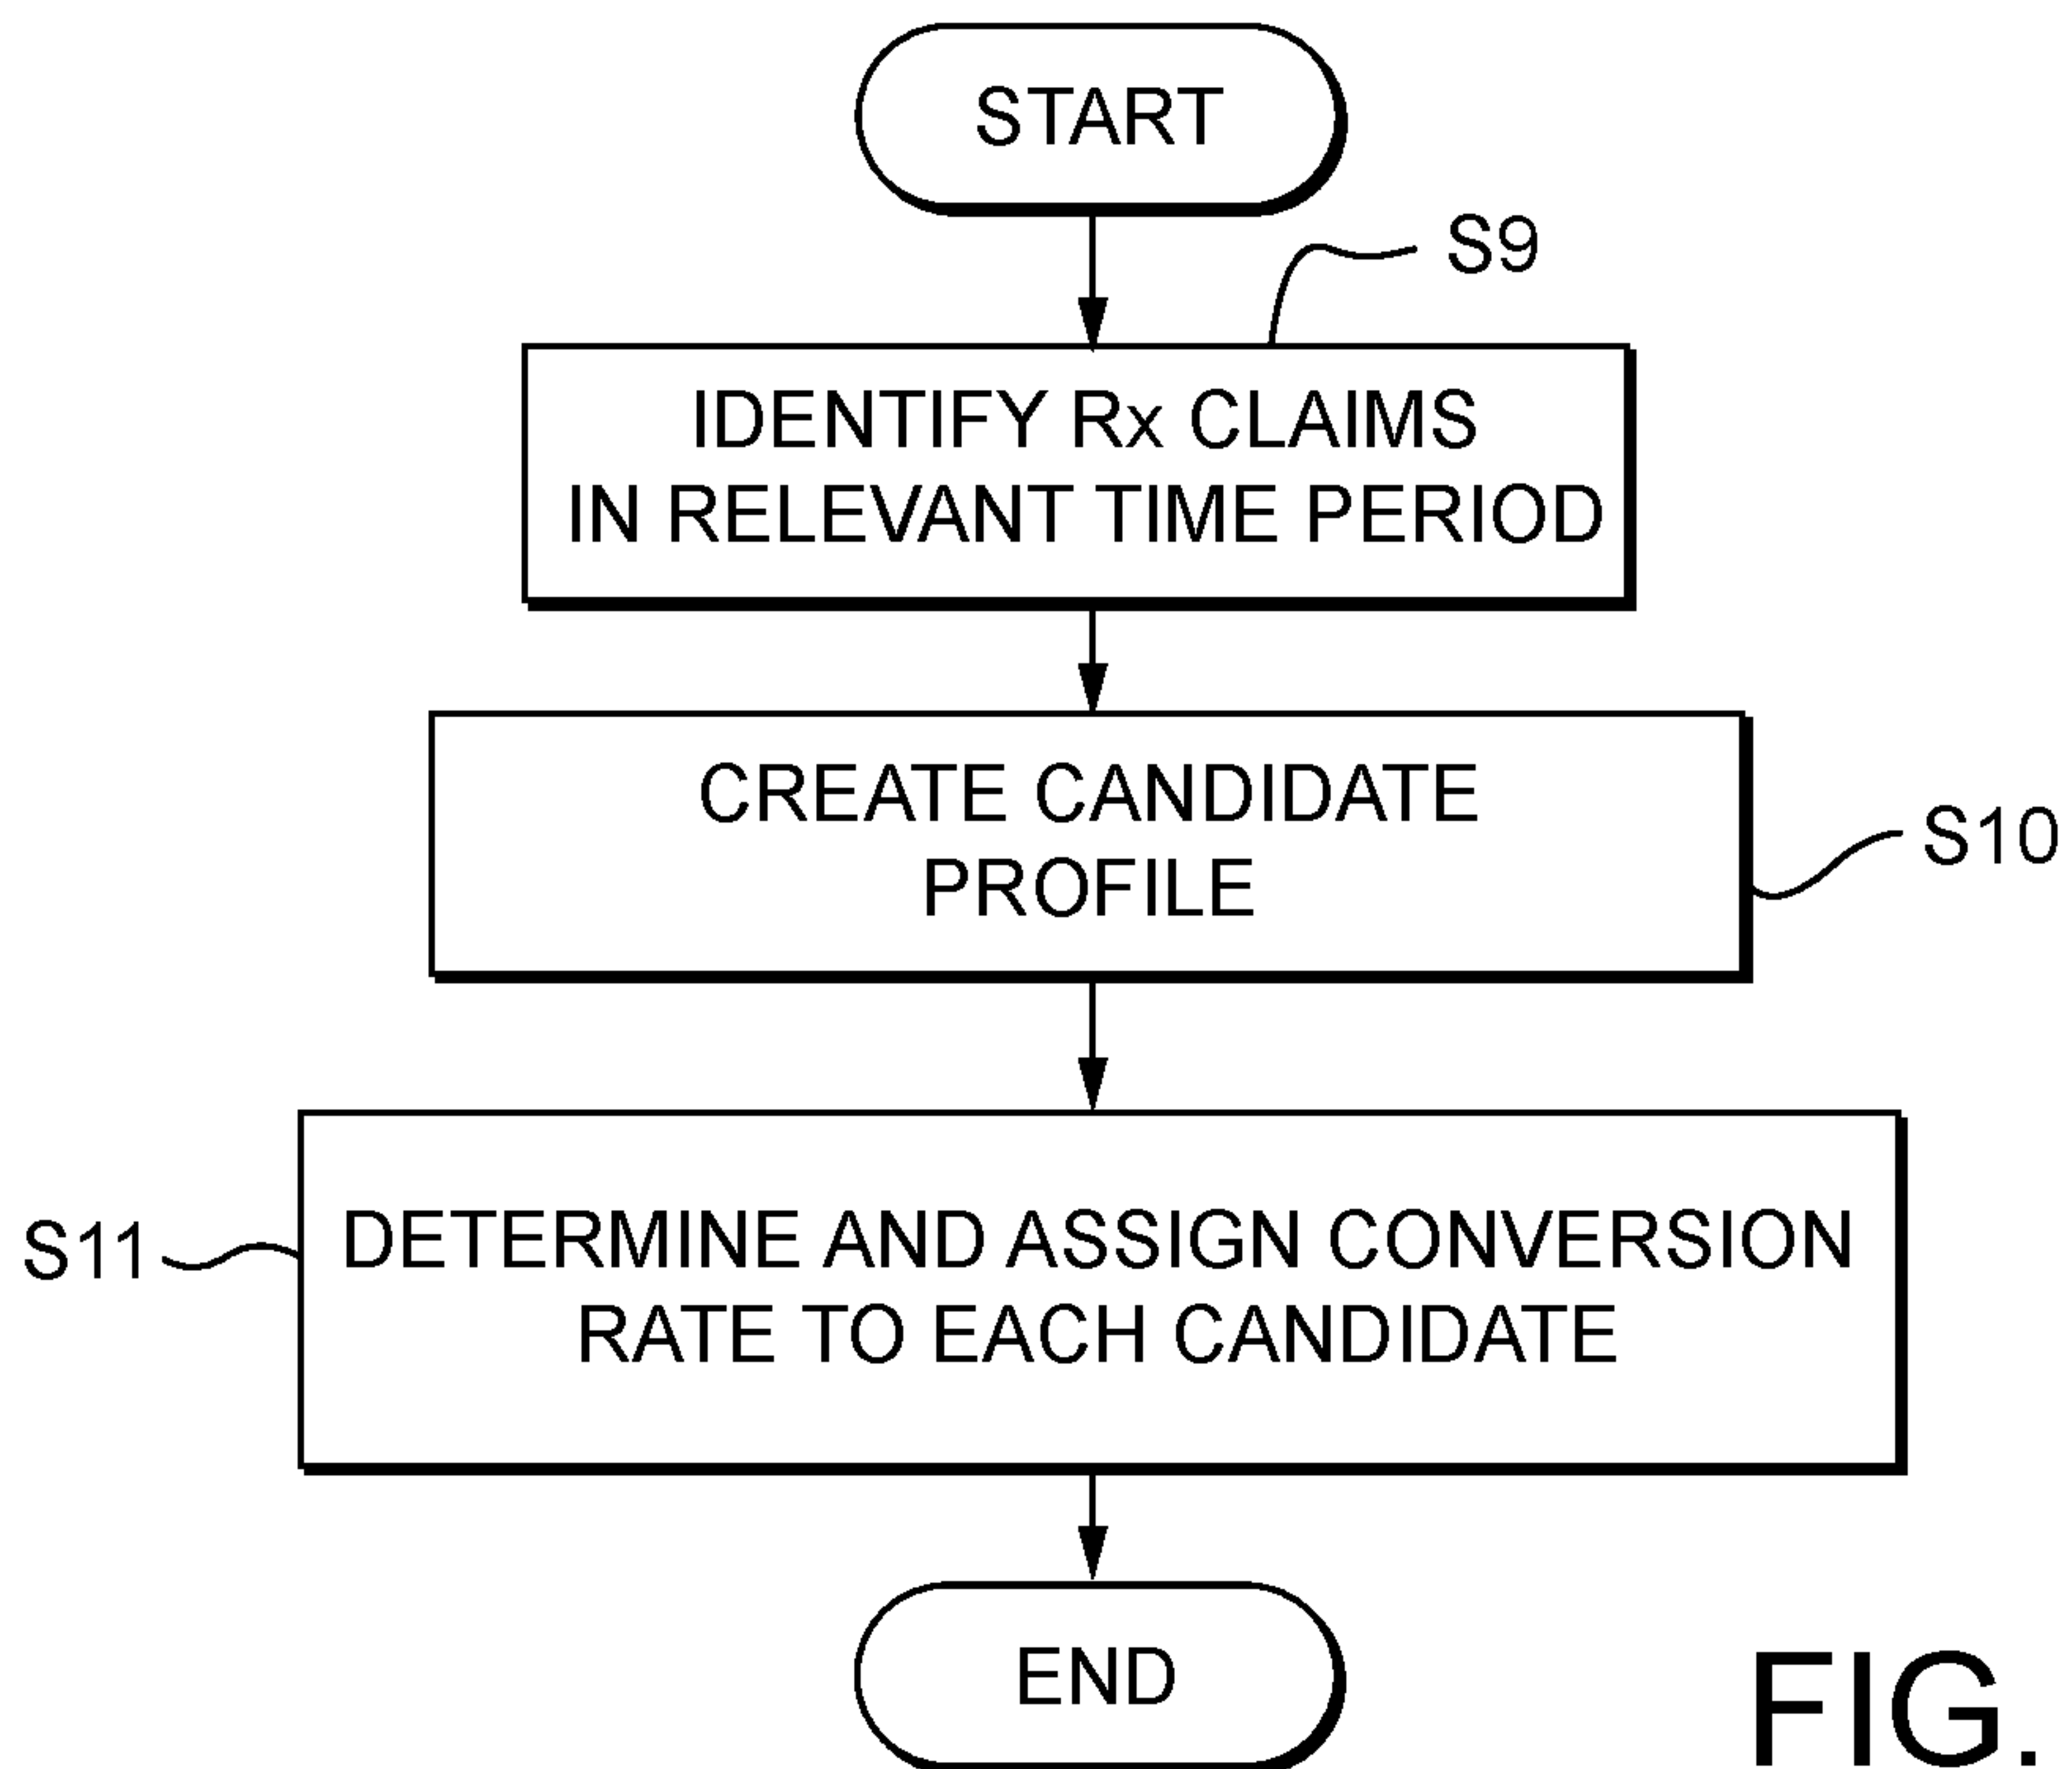 START
S9
IDENTIFY Rx CLAIMS
IN RELEVANT TIME PERIOD
CREATE CANDIDATE
PROFILE
S10
S11
DETERMINE AND ASSIGN CONVERSION
RATE TO EACH CANDIDATE
END
FIG.